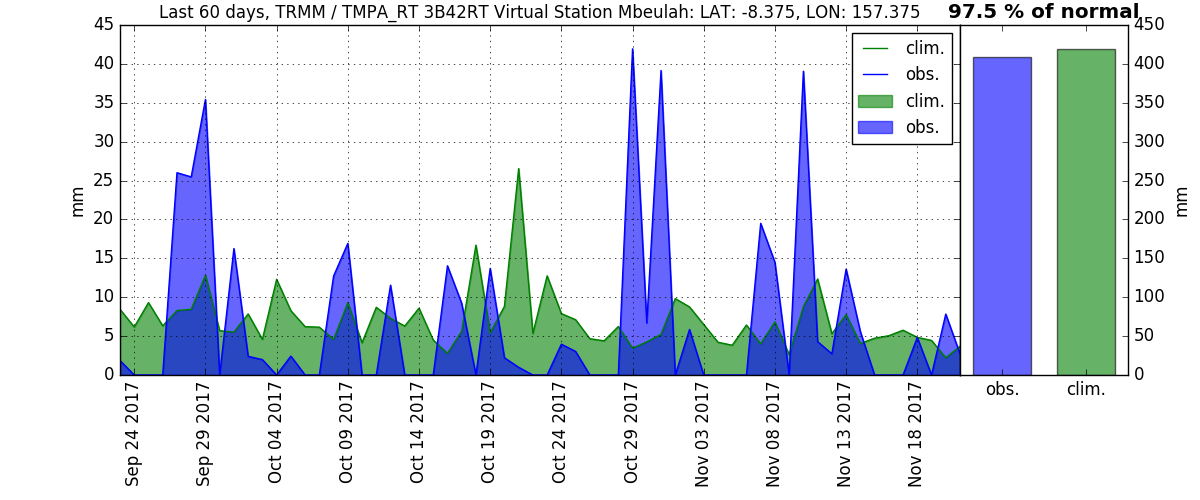 Last 60 days, TRMM / TMPA_RT 3B42RT Virtual Station Mbeulah: LAT: -8.375, LON: 157.375
97.5 % of normal
45
40
35
30
25
20
15
10
5
0
mm
clim.
obs.
clim.
obs.
Sep 24 2017
Sep 29 2017
Oct 04 2017
Oct 09 2017
Oct 14 2017
Oct 19 2017
Oct 24 2017
Oct 29 2017
Nov 03 2017
Nov 08 2017
Nov 13 2017
Nov 18 2017
450
400
350
300
250
200
150
100
50
0
mm
obs.
clim.